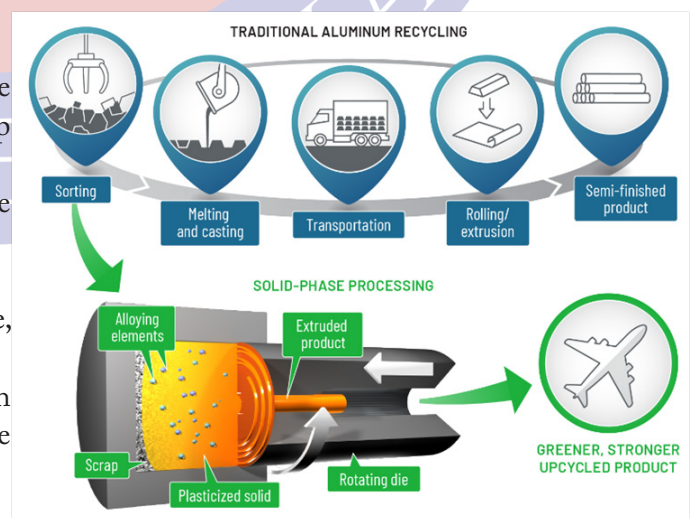 TRADITIONAL ALUMINUM RECYCLING
Sorting
Melting
and casting
Transportation
Rolling/
extrusion
Semi-finished
product
SOLID-PHASE PROCESSING
Alloying
elements
Extruded
product
Scrap
Plasticized solid
Rotating die
GREENER, STRONGER
UPCYCLED PRODUCT